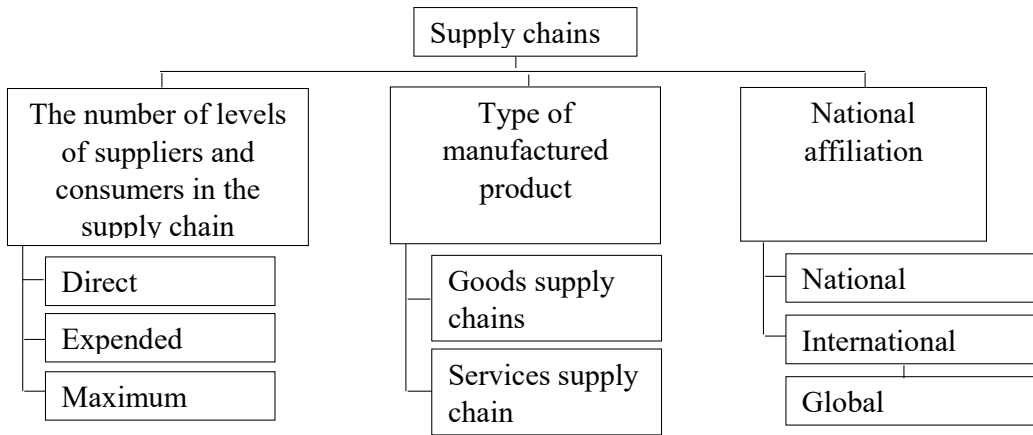 Supply chains
The number of levels
of suppliers and
consumers in the
supply chain
Direct
Expended
Maximum
Type of
manufactured
product
Goods supply
chains
Services supply
chain
National
affiliation
National
International
Global